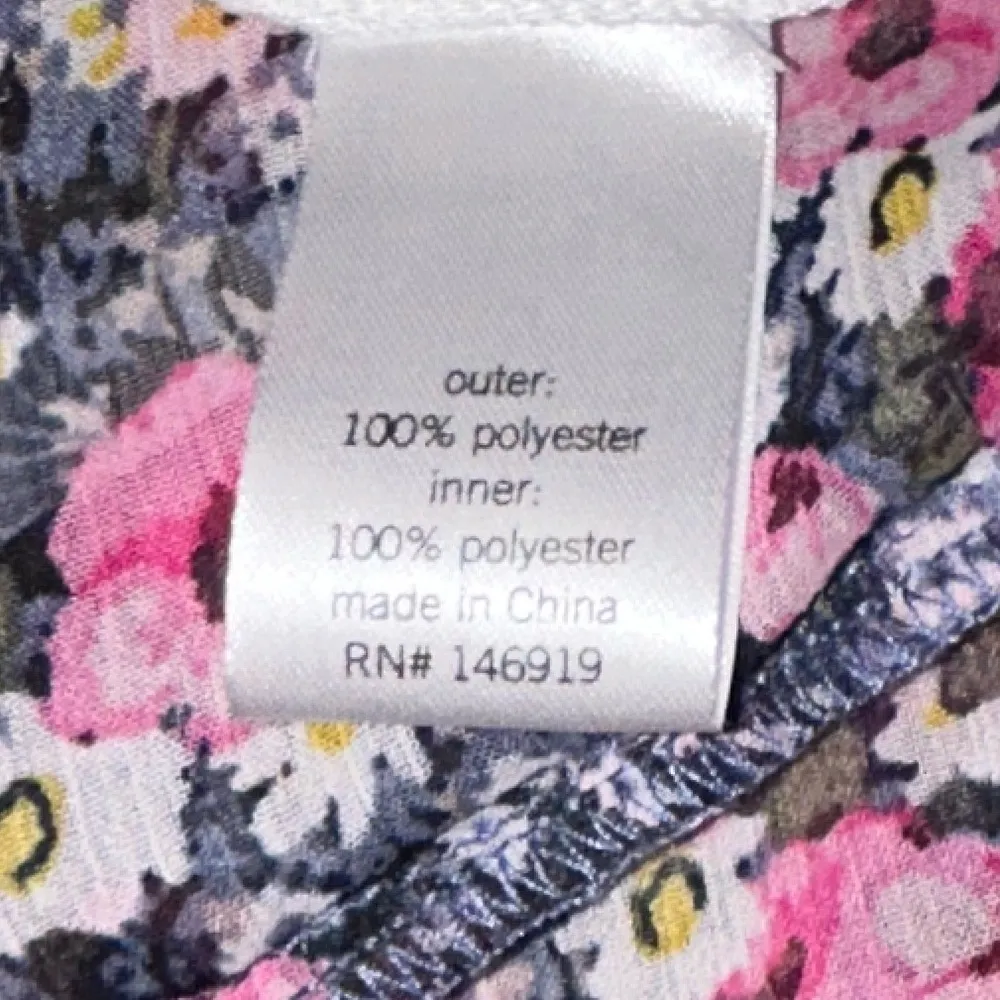 outer:
100% polyester
inner:
100% polyester
made in China
RN# 146919